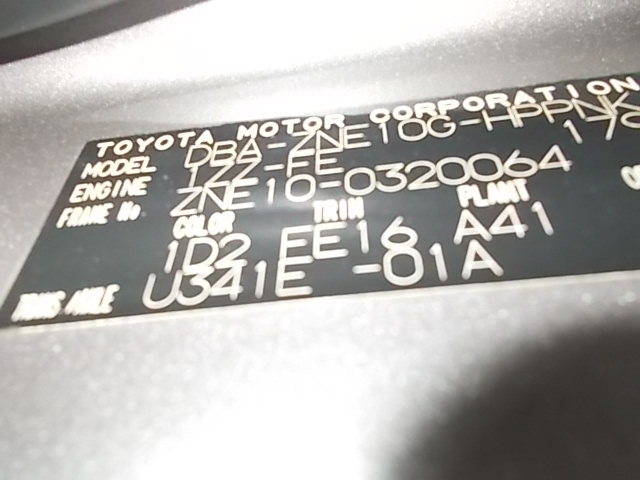 TOYOTA MOTOR CORPORATION
MODEL DBA-ZNE10G-HPPNK
ENGINE 1ZZ-FE
FRAME No ZNE10-0320064
COLOR TRIM PLANT
1D2 EE16 A41
TRANS AXLE U341E -01A